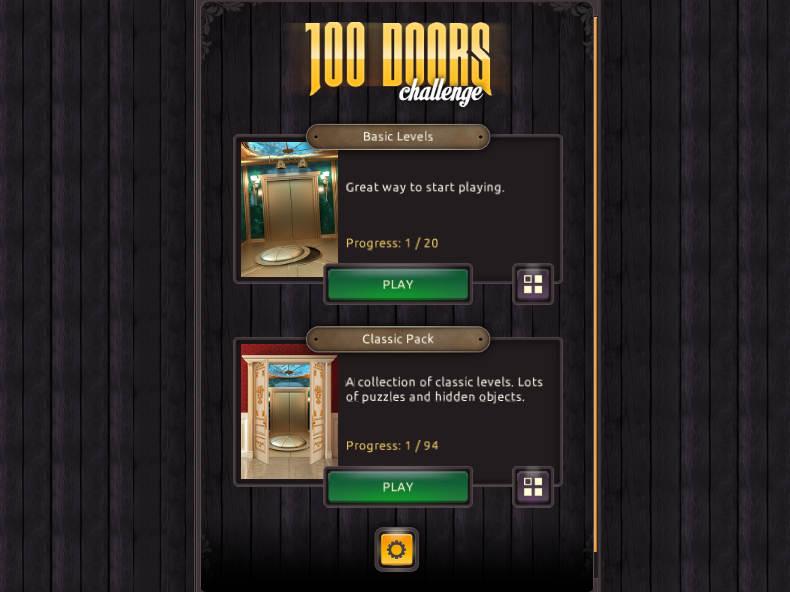 100 DOORS
challenge
Basic Levels
Great way to start playing.
Progress: 1 / 20
PLAY
Classic Pack
A collection of classic levels. Lots
of puzzles and hidden objects.
Progress: 1 / 94
PLAY